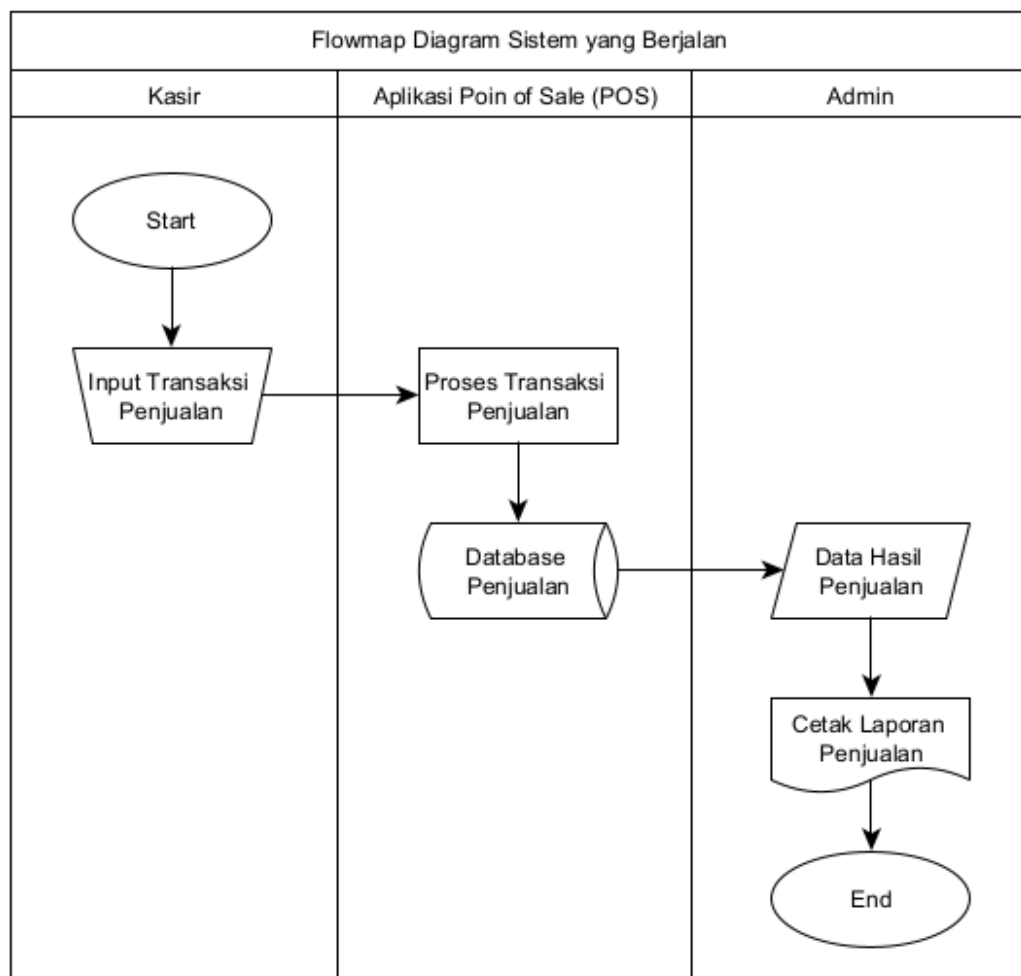 Flowmap Diagram Sistem yang Berjalan
Kasir
Aplikasi Poin of Sale (POS)
Admin
Start
Input Transaksi
Penjualan
Proses Transaksi
Penjualan
Database
Penjualan
Data Hasil
Penjualan
Cetak Laporan
Penjualan
End